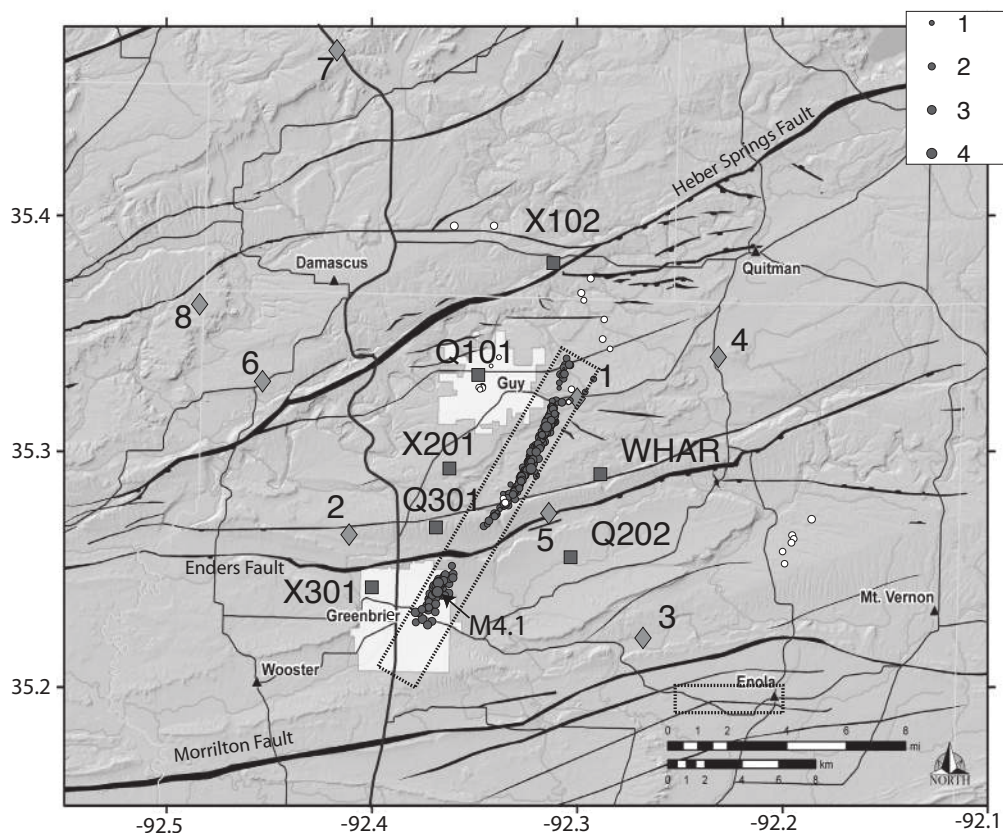 1
2
3
4
7
Heber Springs Fault
35.4
X102
Damascus
Quitman
8
4
6
Q101
Guy
1
35.3
X201
WHAR
Q301
2
5
Q202
Enders Fault
X301
Greenbrier
M4.1
3
Mt. Vernon
Wooster
35.2
Enola
0 2 4 6 8
mi
0 1 2 4 6 8
km
Morrilton Fault
NORTH
-92.5 -92.4 -92.3 -92.2 -92.1